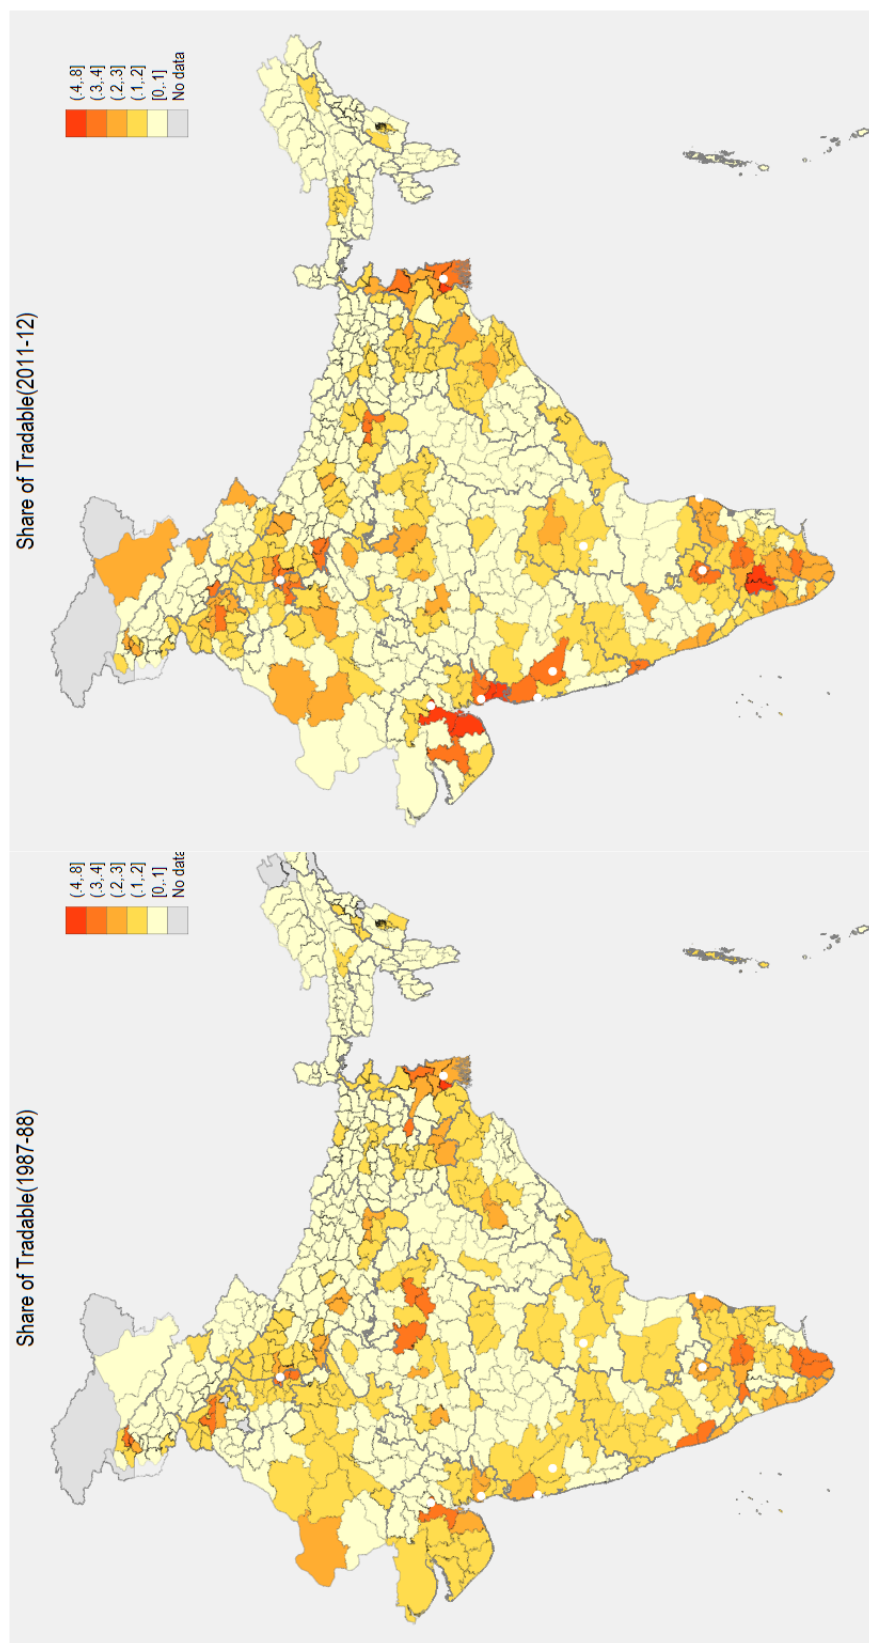 Share of Tradable(1987-88)
(.4,.8]
(.3,.4]
(.2,.3]
(.1,.2]
[0,.1]
No data
Share of Tradable(2011-12)
(.4,.8]
(.3,.4]
(.2,.3]
(.1,.2]
[0,.1]
No data